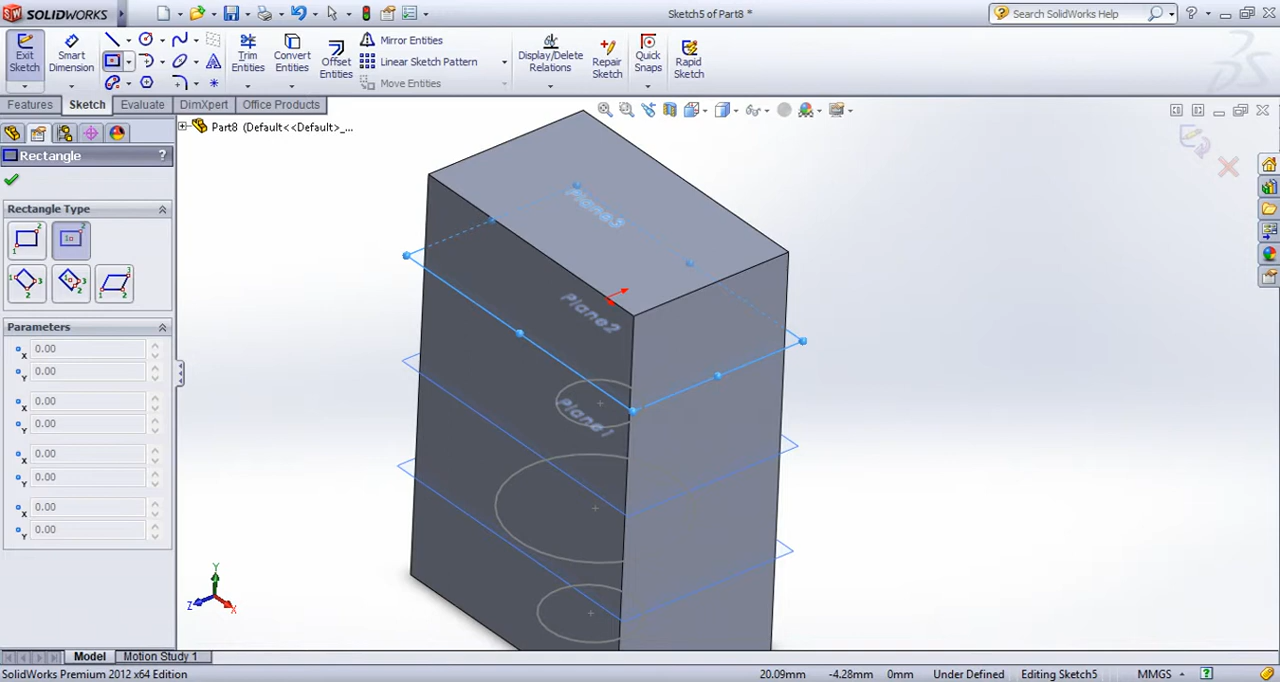 SOLIDWORKS
Sketch5 of Part8 *
Search SolidWorks Help
Exit Sketch
Smart Dimension
Trim Entities
Convert Entities
Offset Entities
Mirror Entities
Linear Sketch Pattern
Move Entities
Display/Delete Relations
Repair Sketch
Quick Snaps
Rapid Sketch
Features
Sketch
Evaluate
DimXpert
Office Products
Part8 (Default<<Default>_...
Rectangle
?
Rectangle Type
Parameters
0.00
0.00
0.00
0.00
0.00
0.00
0.00
0.00
Plane3
Plane2
Plane1
Y
Z
X
Model
Motion Study 1
SolidWorks Premium 2012 x64 Edition
20.09mm
-4.28mm
0mm
Under Defined
Editing Sketch5
MMGS